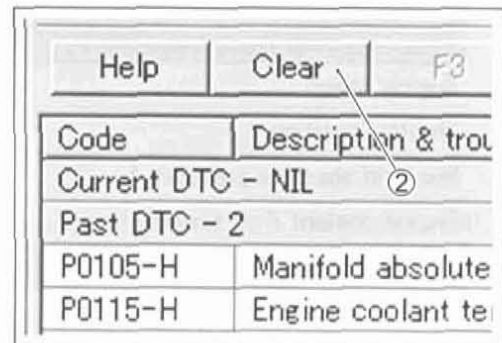 Help Clear F3
Code Description & trou
Current DTC - NIL ②
Past DTC - 2
P0105-H Manifold absolute
P0115-H Engine coolant te